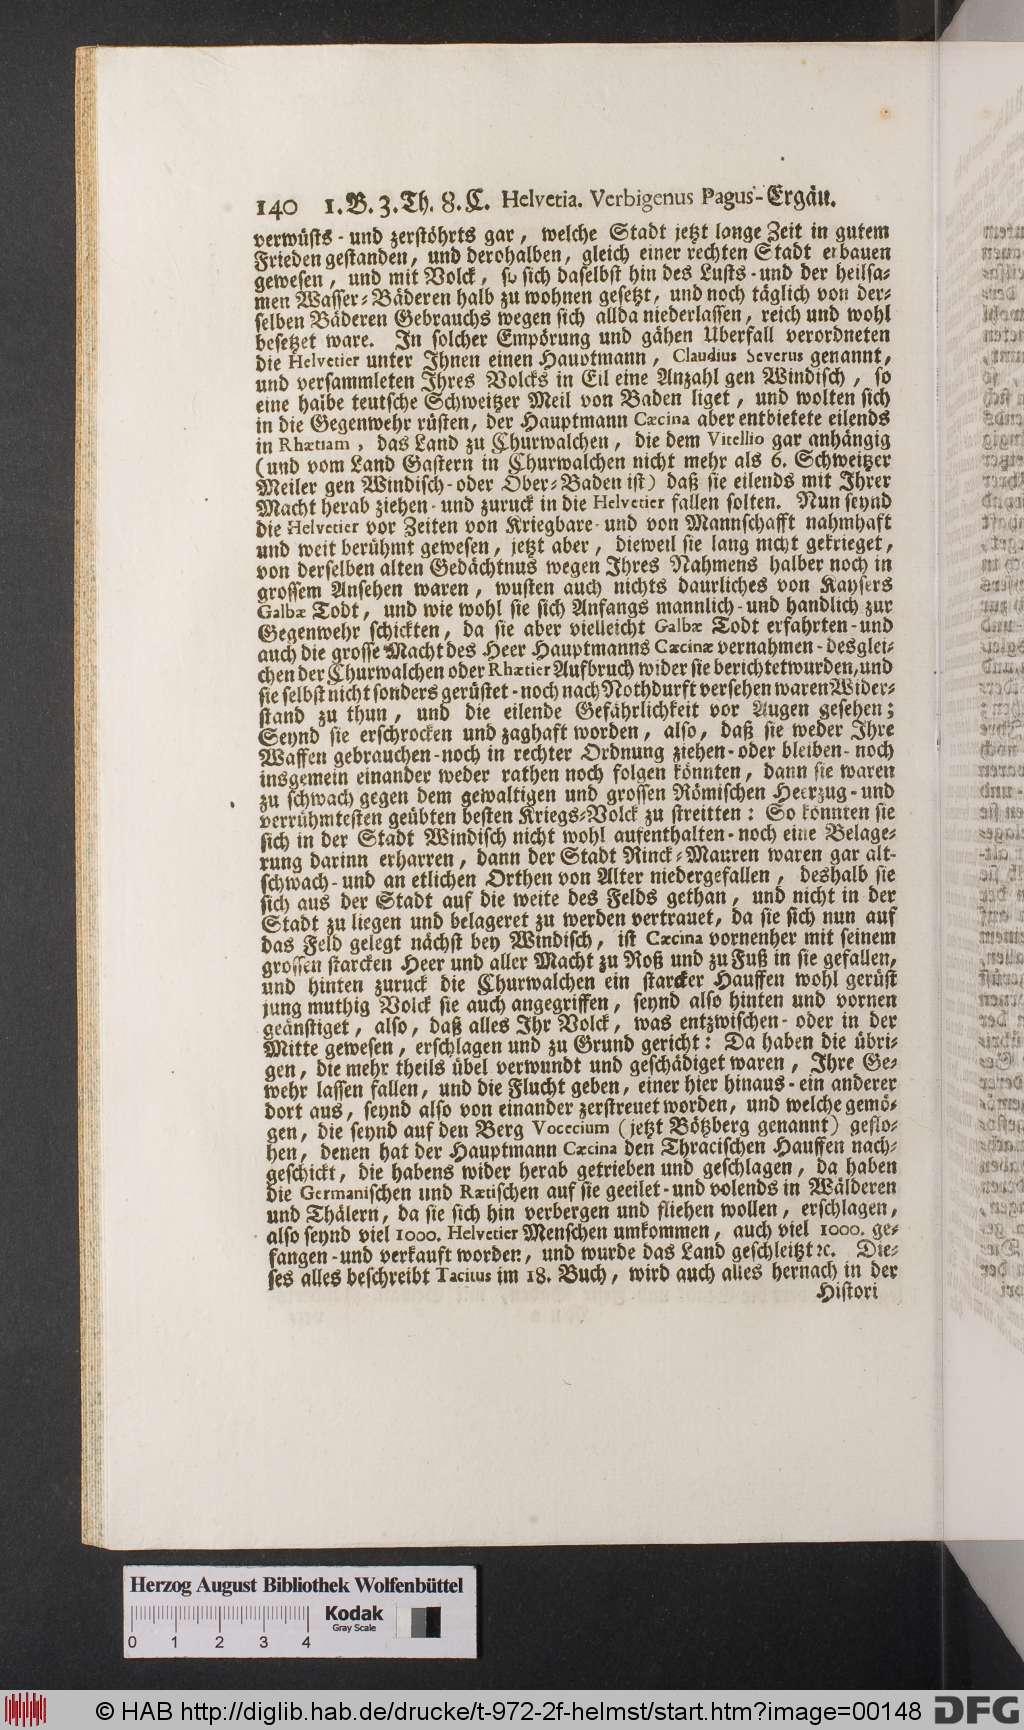 140 1. B. 3. Th. 8. C. Helvetia. Verbigenus Pagus-Ergäu.
verwüsts- und zerstöhrts gar, welche Stadt jetzt lange Zeit in gutem
Frieden gestanden, und derohalben, gleich einer rechten Stadt erbauen
gewesen, und mit Volck, so sich daselbst hin des Lusts- und der heilsa-
men Wasser-Bäderen halb zu wohnen gesetzt, und noch täglich von der-
selben Bäderen Gebrauchs wegen sich allda niederlassen, reich und wohl
besetzet ware. In solcher Empörung und gähen Uberfall verordneten
die Helvetier unter Ihnen einen Hauptmann, Claudius Severus genannt,
und versammleten Ihres Volcks in Eil eine Anzahl gen Windisch, so
eine halbe teutsche Schweitzer Meil von Baden liget, und wolten sich
in die Gegenwehr rüsten, der Hauptmann Cæcina aber entbietete eilends
in Rhætiam, das Land zu Churwalchen, die dem Vitellio gar anhängig
(und vom Land Gastern in Churwalchen nicht mehr als 6. Schweitzer
Meiler gen Windisch- oder Ober-Baden ist) daß sie eilends mit Ihrer
Macht herab ziehen- und zuruck in die Helvetier fallen solten. Nun seynd
die Helvetier vor Zeiten von Kriegbare- und von Mannschafft nahmhaft
und weit berühmt gewesen, jetzt aber, dieweil sie lang nicht gekrieget,
von derselben alten Gedächtnus wegen Ihres Nahmens halber noch in
grossem Ansehen waren, wusten auch nichts daurliches von Kaysers
Galbæ Todt, und wie wohl sie sich Anfangs mannlich- und handlich zur
Gegenwehr schickten, da sie aber vielleicht Galbæ Todt erfahrten- und
auch die grosse Macht des Heer Hauptmanns Cæcinæ vernahmen- desglei-
chen der Churwalchen oder Rhætier Aufbruch wider sie berichtet wurden, und
sie selbst nicht sonders gerüstet- noch nach Nothdurft versehen waren Wider-
stand zu thun, und die eilende Gefährlichkeit vor Augen gesehen;
Seynd sie erschrocken und zaghaft worden, also, daß sie weder Ihre
Waffen gebrauchen- noch in rechter Ordnung ziehen- oder bleiben- noch
insgemein einander weder rathen noch folgen könnten, dann sie waren
zu schwach gegen dem gewaltigen und grossen Römischen Heerzug- und
verrühmtesten geübten besten Kriegs-Volck zu streitten: So könnten sie
sich in der Stadt Windisch nicht wohl aufenthalten- noch eine Belage-
rung darinn erharren, dann der Stadt Rinck-Mauren waren gar alt-
schwach- und an etlichen Orthen von Alter niedergefallen, deshalb sie
sich aus der Stadt auf die weite des Felds gethan, und nicht in der
Stadt zu liegen und belageret zu werden vertrauet, da sie sich nun auf
das Feld gelegt nächst bey Windisch, ist Cæcina vornenher mit seinem
grossen starcken Heer und aller Macht zu Roß und zu Fuß in sie gefallen,
und hinten zuruck die Churwalchen ein starcker Hauffen wohl gerüst
jung muthig Volck sie auch angegriffen, seynd also hinten und vornen
geänstiget, also, daß alles Ihr Volck, was entzwischen- oder in der
Mitte gewesen, erschlagen und zu Grund gericht: Da haben die übri-
gen, die mehr theils übel verwundt und geschädiget waren, Ihre Ge-
wehr lassen fallen, und die Flucht geben, einer hier hinaus- ein anderer
dort aus, seynd also von einander zerstreuet worden, und welche gemö-
gen, die seynd auf den Berg Vocecium (jetzt Bötzberg genannt) geflo-
hen, denen hat der Hauptmann Cæcina den Thracischen Hauffen nach-
geschickt, die habens wider herab getrieben und geschlagen, da haben
die Germanischen und Rætischen auf sie geeilet- und volends in Wälderen
und Thälern, da sie sich hin verbergen und fliehen wollen, erschlagen,
also seynd viel 1000. Helvetier Menschen umkommen, auch viel 1000. ge-
fangen- und verkauft worden, und wurde das Land geschleitzt ꝛc. Die-
ses alles beschreibt Tacitus im 18. Buch, wird auch alles hernach in der
Histori
Herzog August Bibliothek Wolfenbüttel
Kodak
Gray Scale
0 1 2 3 4
© HAB http://diglib.hab.de/drucke/t-972-2f-helmst/start.htm?image=00148 DFG